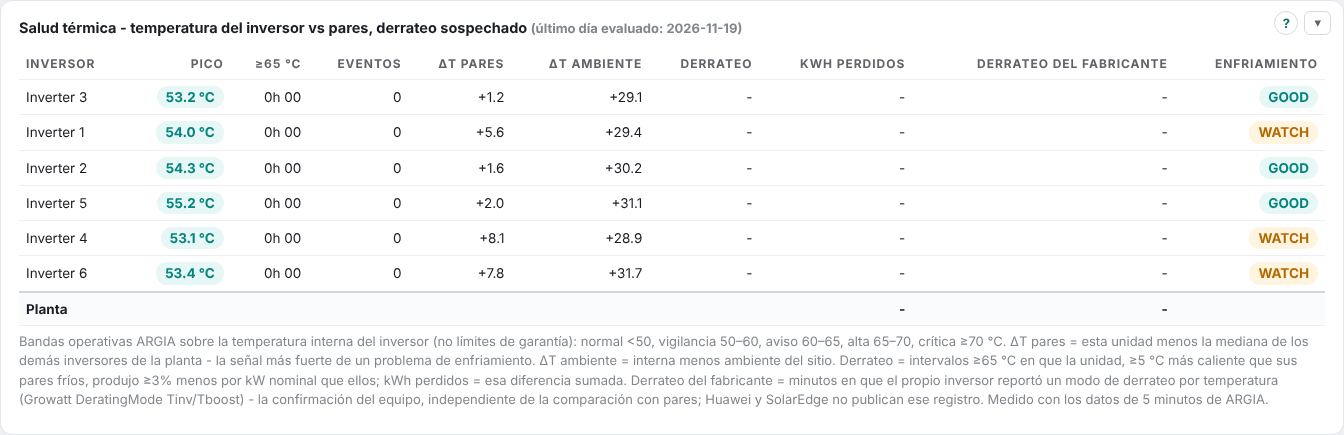 Salud térmica - temperatura del inversor vs pares, derrateo sospechado (último día evaluado: 2026-11-19) ? ▾
INVERSOR PICO ≥65 °C EVENTOS ΔT PARES ΔT AMBIENTE DERRATEO KWH PERDIDOS DERRATEO DEL FABRICANTE ENFRIAMIENTO
Inverter 3 53.2 °C 0h 00 0 +1.2 +29.1 - - - GOOD
Inverter 1 54.0 °C 0h 00 0 +5.6 +29.4 - - - WATCH
Inverter 2 54.3 °C 0h 00 0 +1.6 +30.2 - - - GOOD
Inverter 5 55.2 °C 0h 00 0 +2.0 +31.1 - - - GOOD
Inverter 4 53.1 °C 0h 00 0 +8.1 +28.9 - - - WATCH
Inverter 6 53.4 °C 0h 00 0 +7.8 +31.7 - - - WATCH
Planta - -
Bandas operativas ARGIA sobre la temperatura interna del inversor (no límites de garantía): normal <50, vigilancia 50–60, aviso 60–65, alta 65–70, crítica ≥70 °C. ΔT pares = esta unidad menos la mediana de los
demás inversores de la planta - la señal más fuerte de un problema de enfriamiento. ΔT ambiente = interna menos ambiente del sitio. Derrateo = intervalos ≥65 °C en que la unidad, ≥5 °C más caliente que sus
pares fríos, produjo ≥3% menos por kW nominal que ellos; kWh perdidos = esa diferencia sumada. Derrateo del fabricante = minutos en que el propio inversor reportó un modo de derrateo por temperatura
(Growatt DeratingMode Tinv/Tboost) - la confirmación del equipo, independiente de la comparación con pares; Huawei y SolarEdge no publican ese registro. Medido con los datos de 5 minutos de ARGIA.